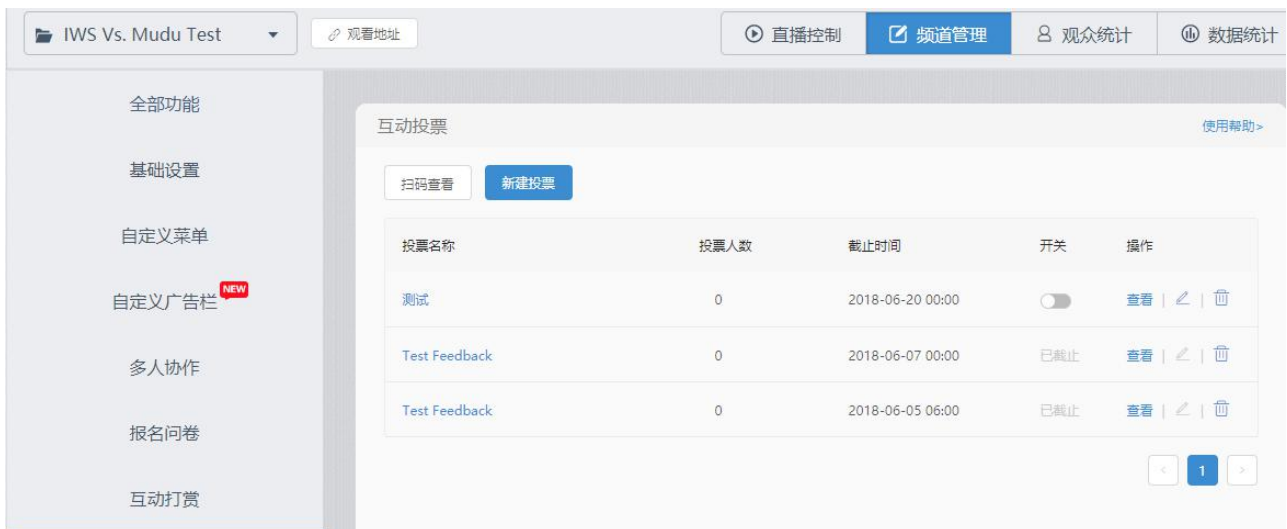 IWS Vs. Mudu Test
观看地址
直播控制
频道管理
观众统计
数据统计
全部功能
基础设置
自定义菜单
自定义广告栏 NEW
多人协作
报名问卷
互动打赏
互动投票
使用帮助>
扫码查看
新建投票
投票名称 投票人数 截止时间 开关 操作
测试 0 2018-06-20 00:00 查看 | |
Test Feedback 0 2018-06-07 00:00 已截止 查看 | |
Test Feedback 0 2018-06-05 06:00 已截止 查看 | |
< 1 >